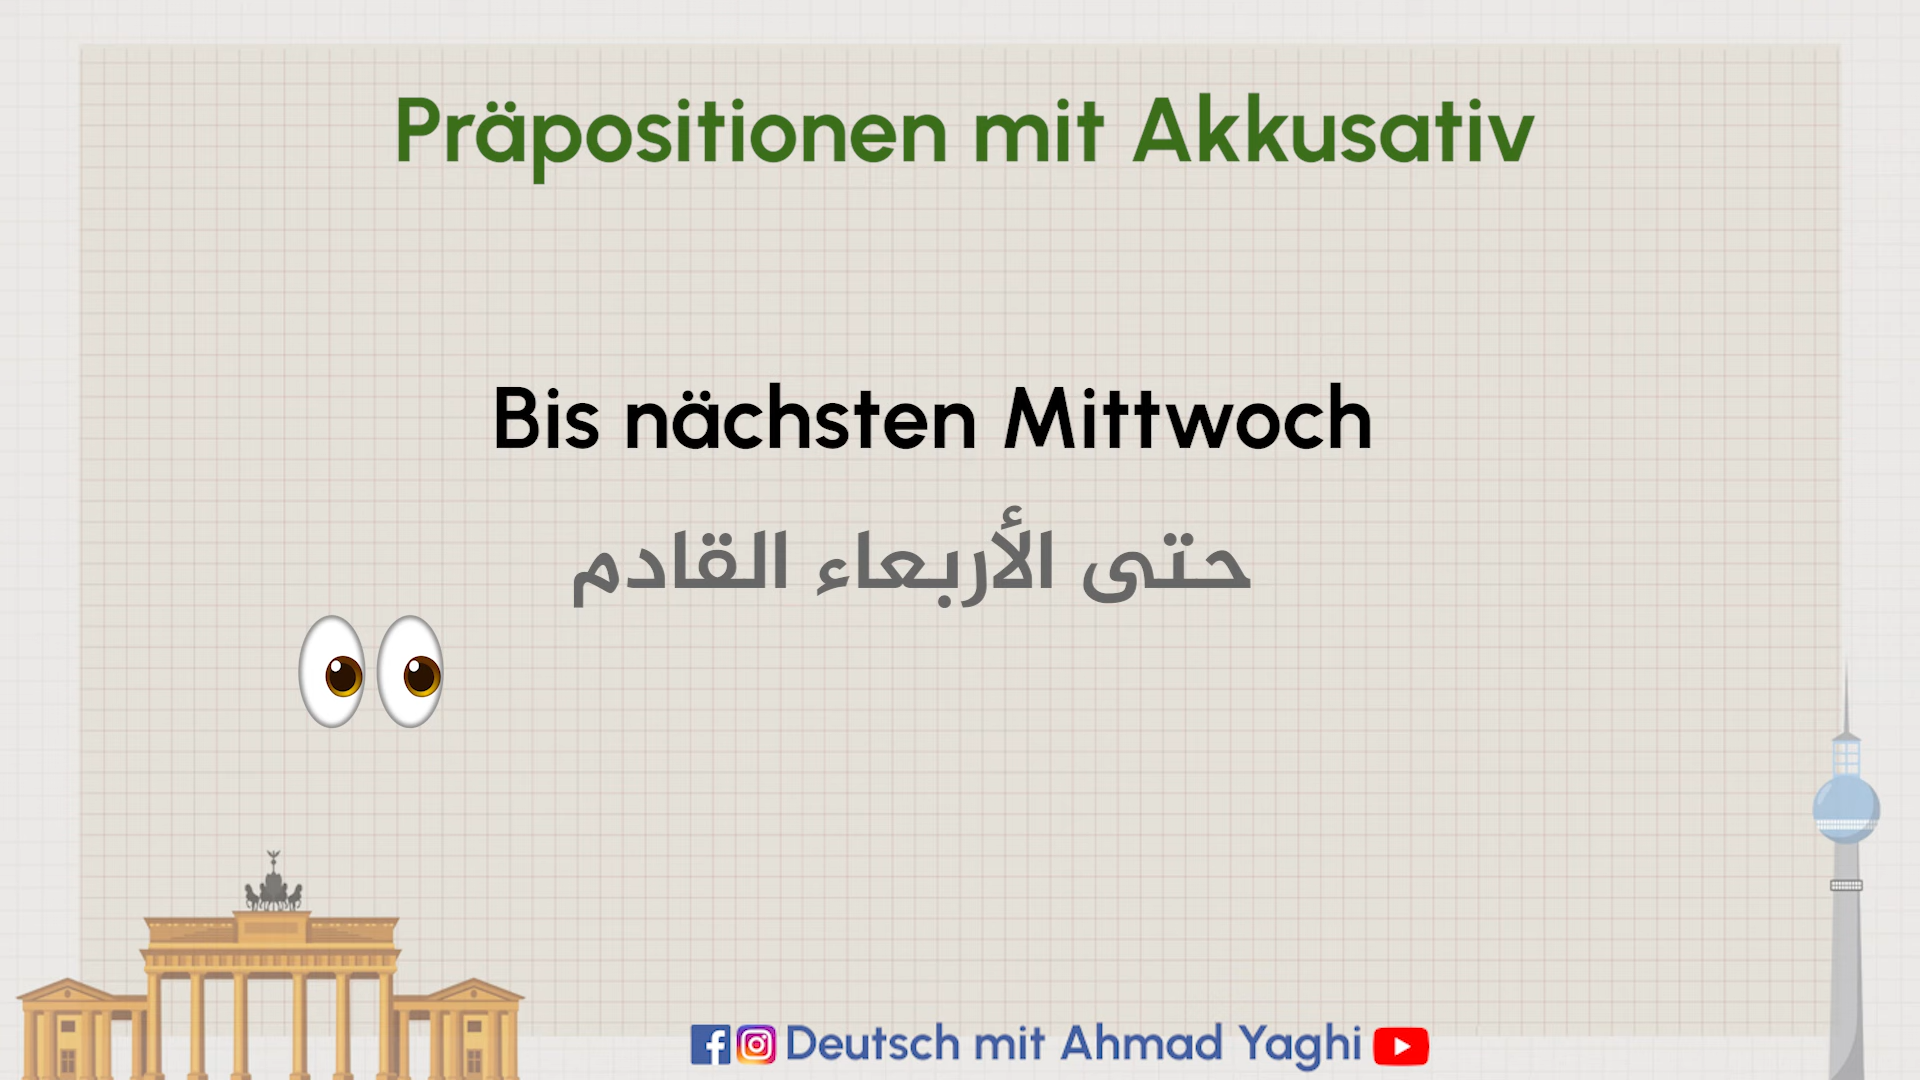 Präpositionen mit Akkusativ
Bis nächsten Mittwoch
حتى الأربعاء القادم
Deutsch mit Ahmad Yaghi